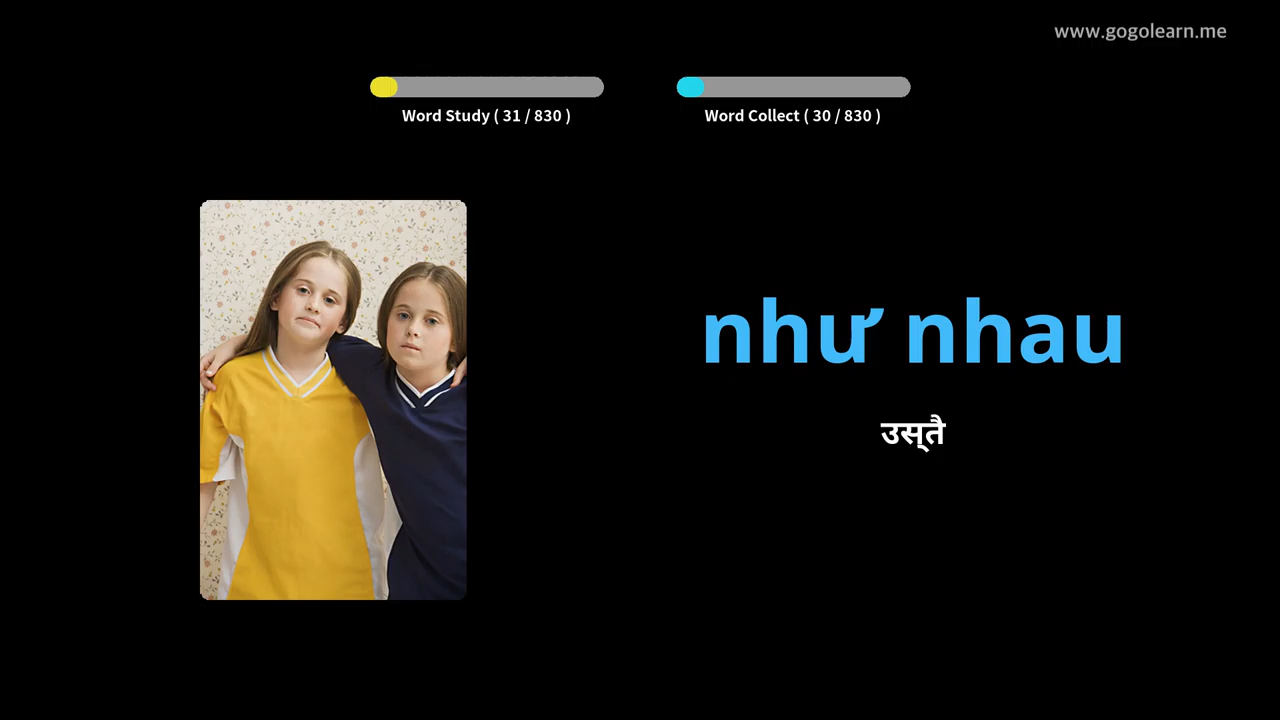 www.gogolearn.me
Word Study ( 31 / 830 )
Word Collect ( 30 / 830 )
như nhau
उस्तै